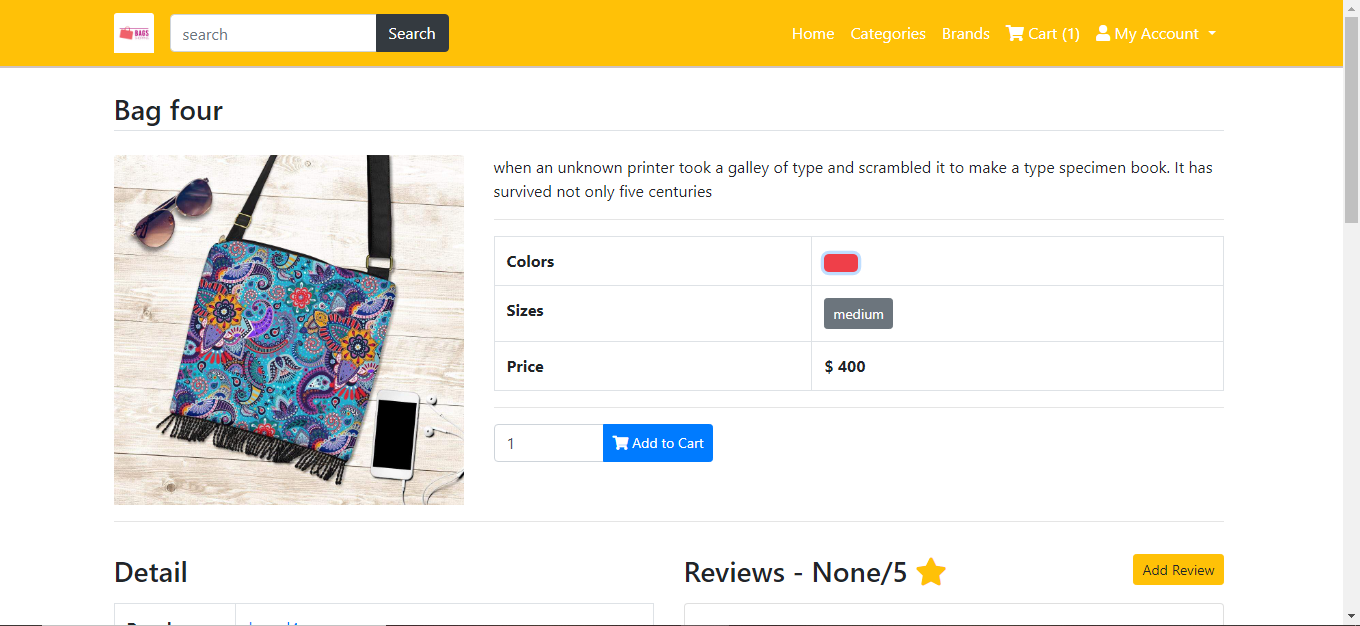 BAGS
search
Search
Home
Categories
Brands
Cart (1)
My Account
Bag four
when an unknown printer took a galley of type and scrambled it to make a type specimen book. It has
survived not only five centuries
Colors
Sizes
medium
Price
$ 400
1
Add to Cart
Detail
Reviews - None/5
Add Review